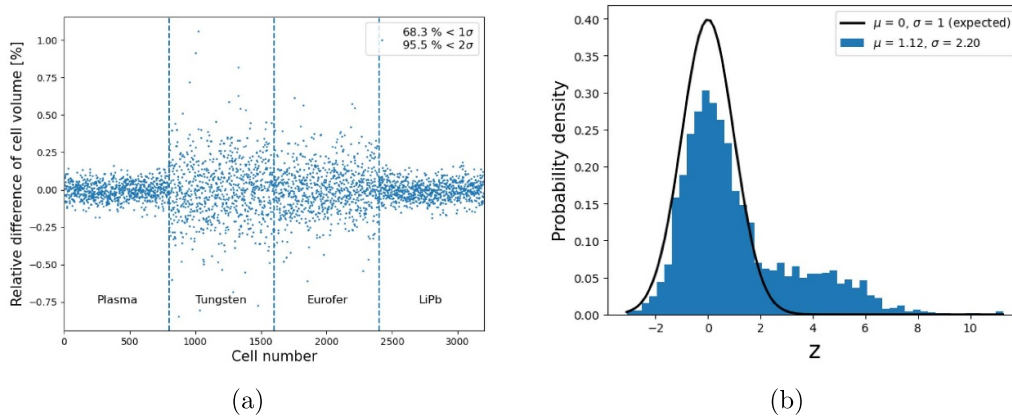 1.00
0.75
0.50
0.25
0.00
−0.25
−0.50
−0.75
Relative difference of cell volume [%]
68.3 % < 1σ
95.5 % < 2σ
Plasma
Tungsten
Eurofer
LiPb
0 500 1000 1500 2000 2500 3000
Cell number
(a)
0.40
0.35
0.30
0.25
0.20
0.15
0.10
0.05
0.00
Probability density
μ = 0, σ = 1 (expected)
μ = 1.12, σ = 2.20
−2 0 2 4 6 8 10
z
(b)